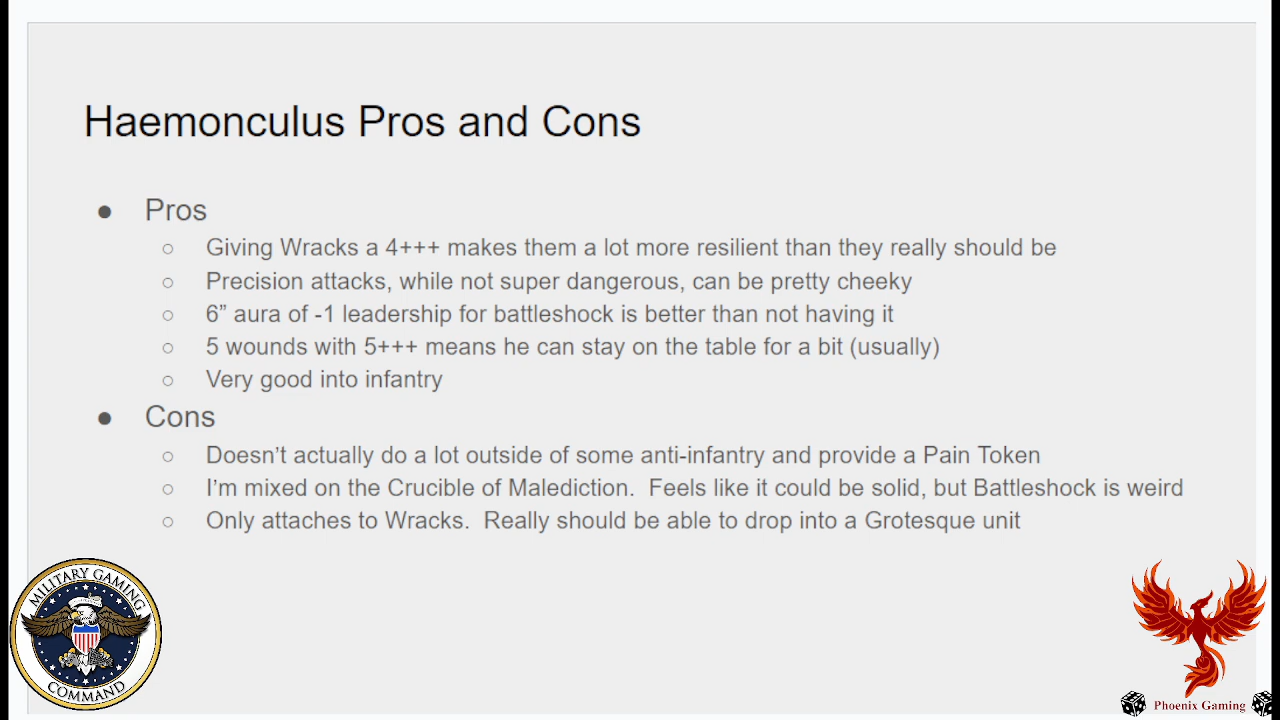 Haemonculus Pros and Cons
● Pros
○ Giving Wracks a 4+++ makes them a lot more resilient than they really should be
○ Precision attacks, while not super dangerous, can be pretty cheeky
○ 6” aura of -1 leadership for battleshock is better than not having it
○ 5 wounds with 5+++ means he can stay on the table for a bit (usually)
○ Very good into infantry
● Cons
○ Doesn’t actually do a lot outside of some anti-infantry and provide a Pain Token
○ I’m mixed on the Crucible of Malediction.  Feels like it could be solid, but Battleshock is weird
○ Only attaches to Wracks.  Really should be able to drop into a Grotesque unit
MILITARY GAMING
COMMAND
Phoenix Gaming